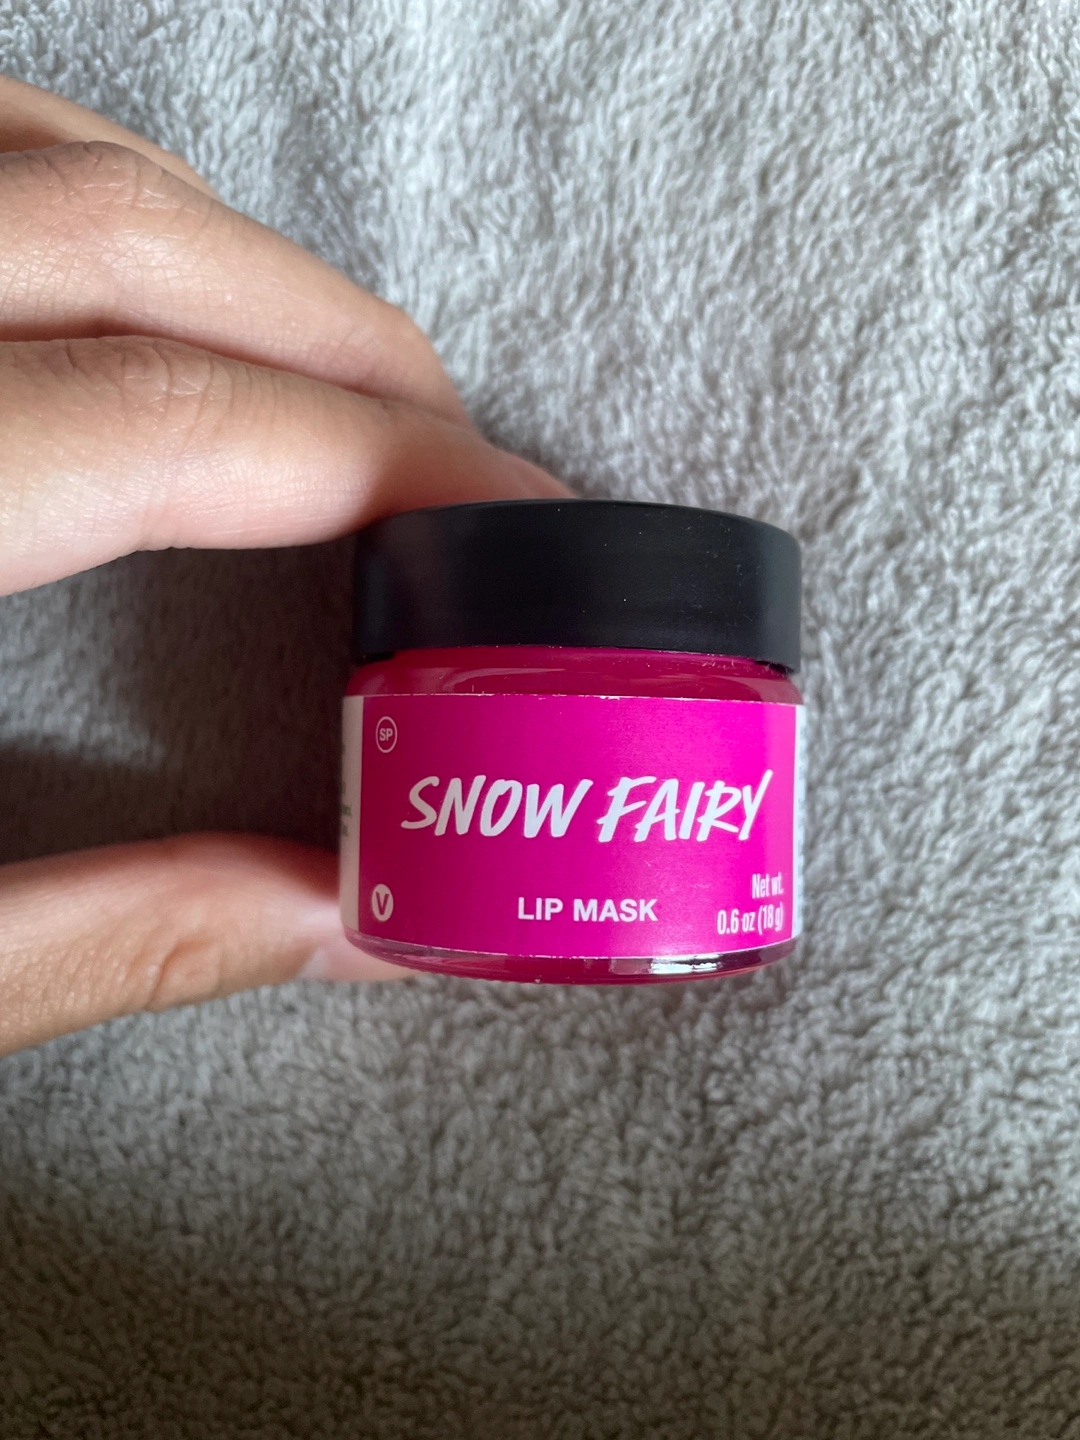 SP
SNOW FAIRY
V
LIP MASK
Net wt.
0.6 oz (18 g)